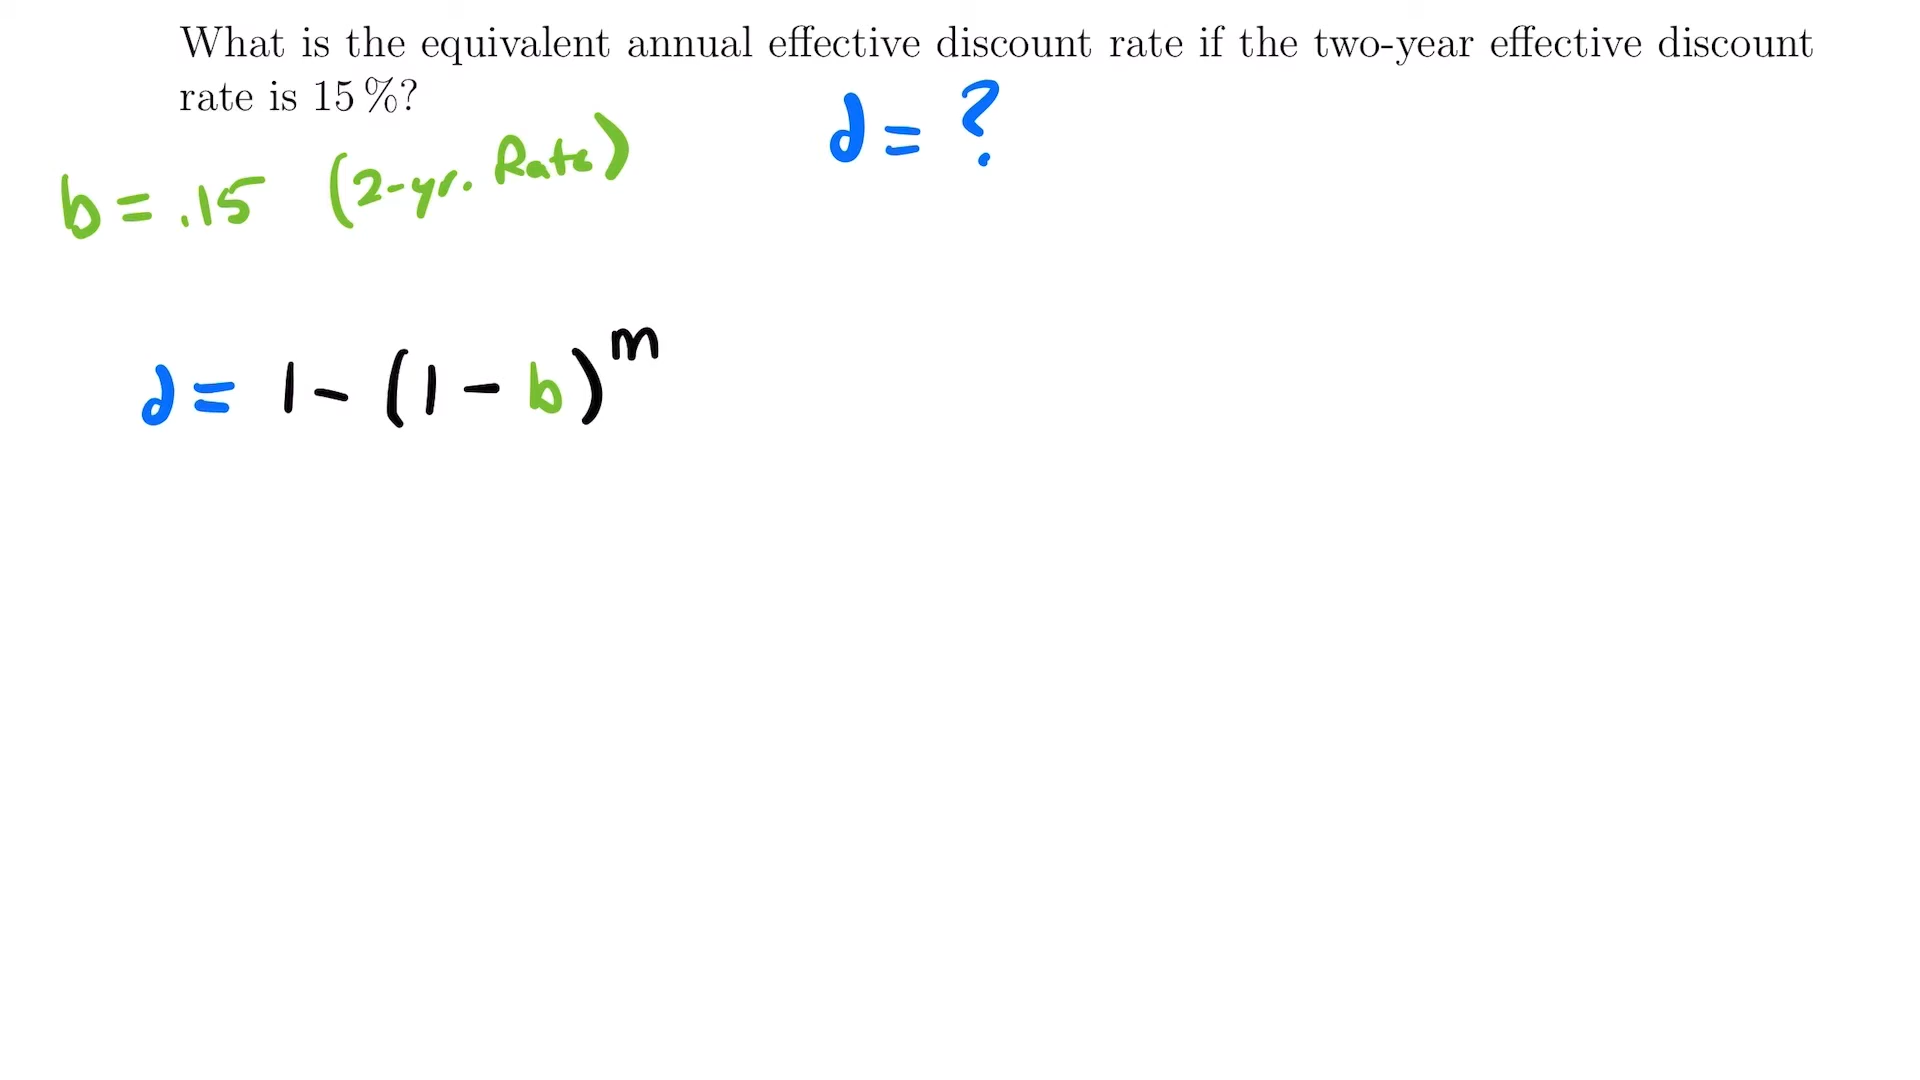 What is the equivalent annual effective discount rate if the two-year effective discount
rate is 15 %?
d = ?
b = .15 (2-yr. Rate)
d = 1 - (1 - b)^m